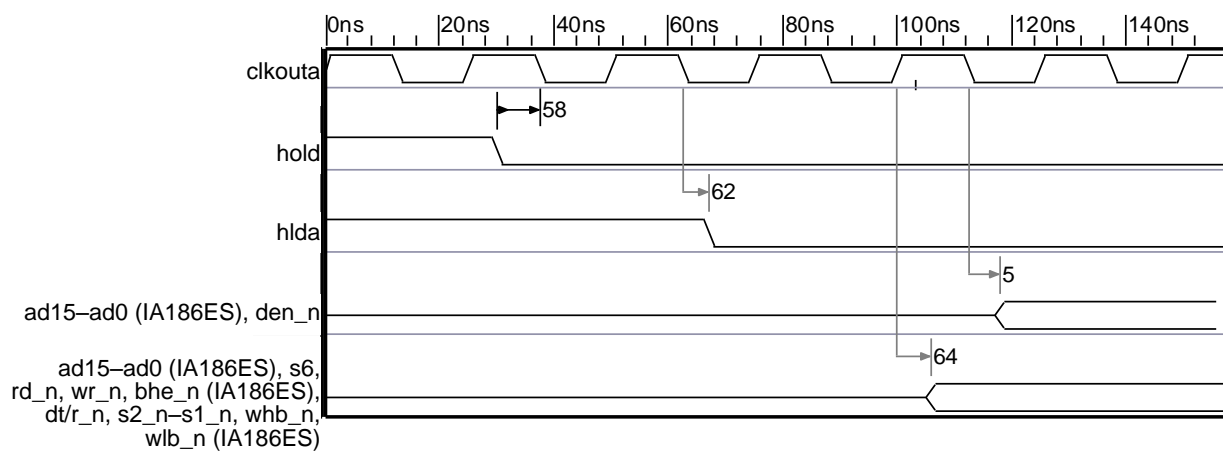 0ns 20ns 40ns 60ns 80ns 100ns 120ns 140ns
clkouta
58
hold
62
hlda
5
ad15–ad0 (IA186ES), den_n
64
ad15–ad0 (IA186ES), s6,
rd_n, wr_n, bhe_n (IA186ES),
dt/r_n, s2_n–s1_n, whb_n,
wlb_n (IA186ES)